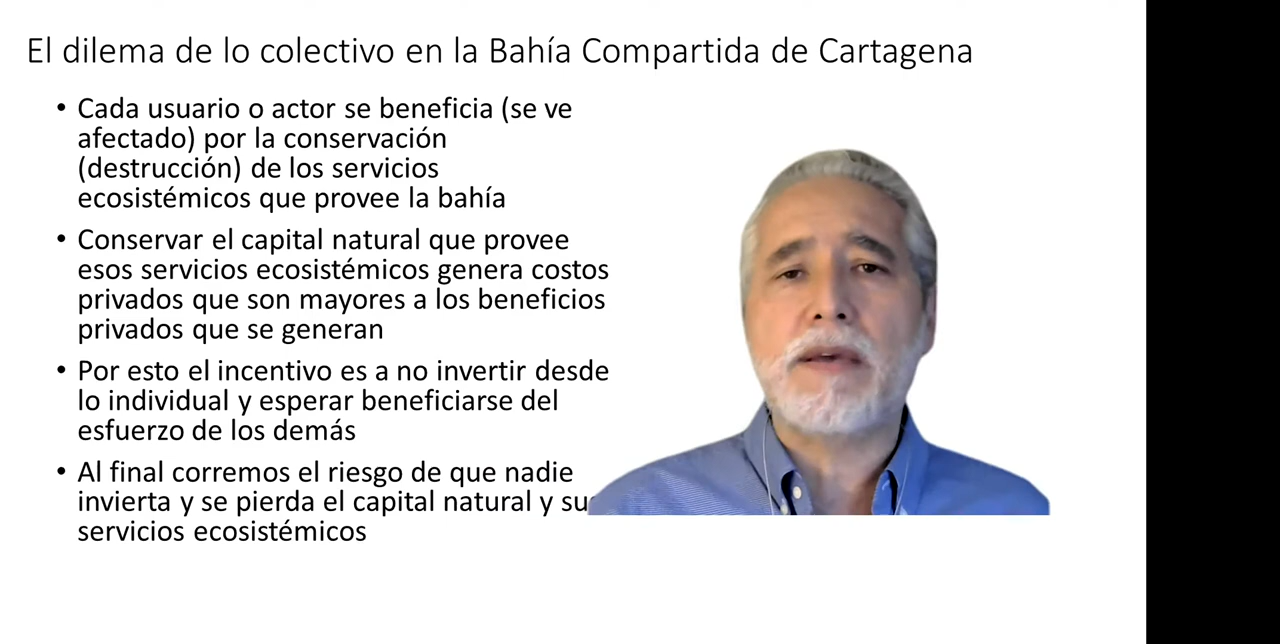 El dilema de lo colectivo en la Bahía Compartida de Cartagena
• Cada usuario o actor se beneficia (se ve
afectado) por la conservación
(destrucción) de los servicios
ecosistémicos que provee la bahía
• Conservar el capital natural que provee
esos servicios ecosistémicos genera costos
privados que son mayores a los beneficios
privados que se generan
• Por esto el incentivo es a no invertir desde
lo individual y esperar beneficiarse del
esfuerzo de los demás
• Al final corremos el riesgo de que nadie
invierta y se pierda el capital natural y su
servicios ecosistémicos